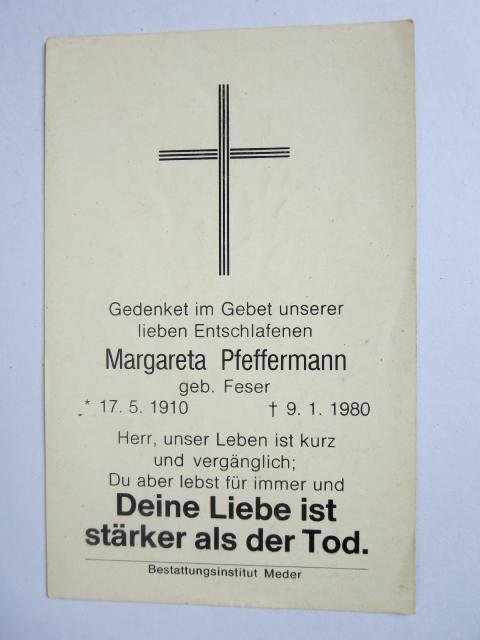 Gedenket im Gebet unserer
lieben Entschlafenen
Margareta Pfeffermann
geb. Feser
* 17. 5. 1910 † 9. 1. 1980
Herr, unser Leben ist kurz
und vergänglich;
Du aber lebst für immer und
Deine Liebe ist
stärker als der Tod.
Bestattungsinstitut Meder